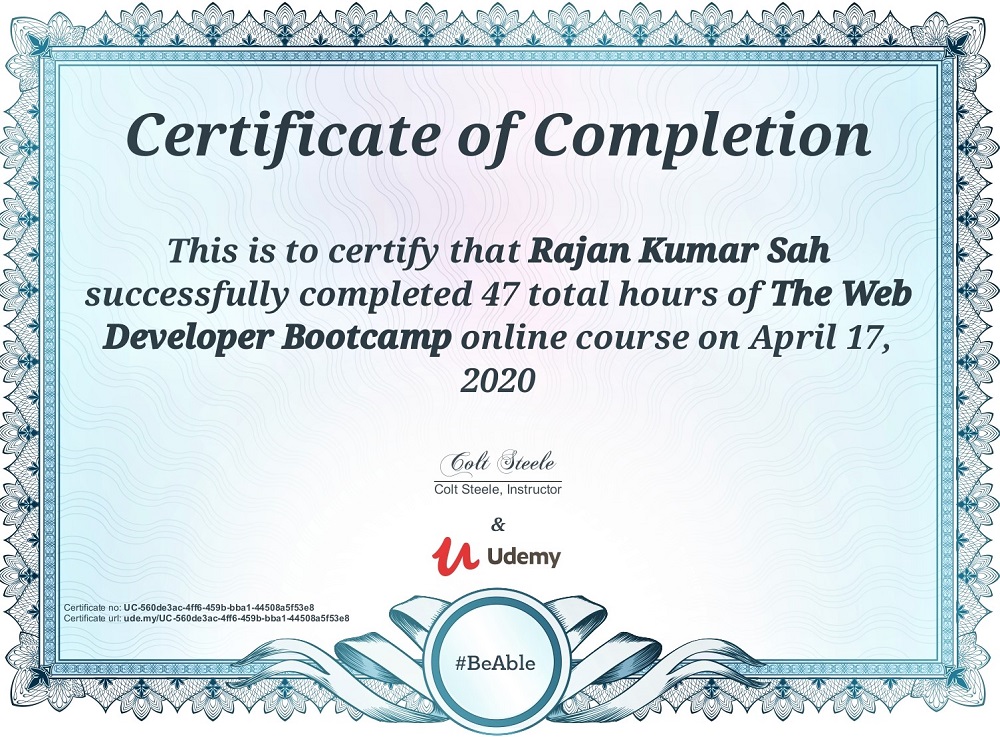 Certificate of Completion
This is to certify that Rajan Kumar Sah
successfully completed 47 total hours of The Web
Developer Bootcamp online course on April 17,
2020
Colt Steele
Colt Steele, Instructor
&
Udemy
Certificate no: UC-560de3ac-4ff6-459b-bba1-44508a5f53e8
Certificate url: ude.my/UC-560de3ac-4ff6-459b-bba1-44508a5f53e8
#BeAble